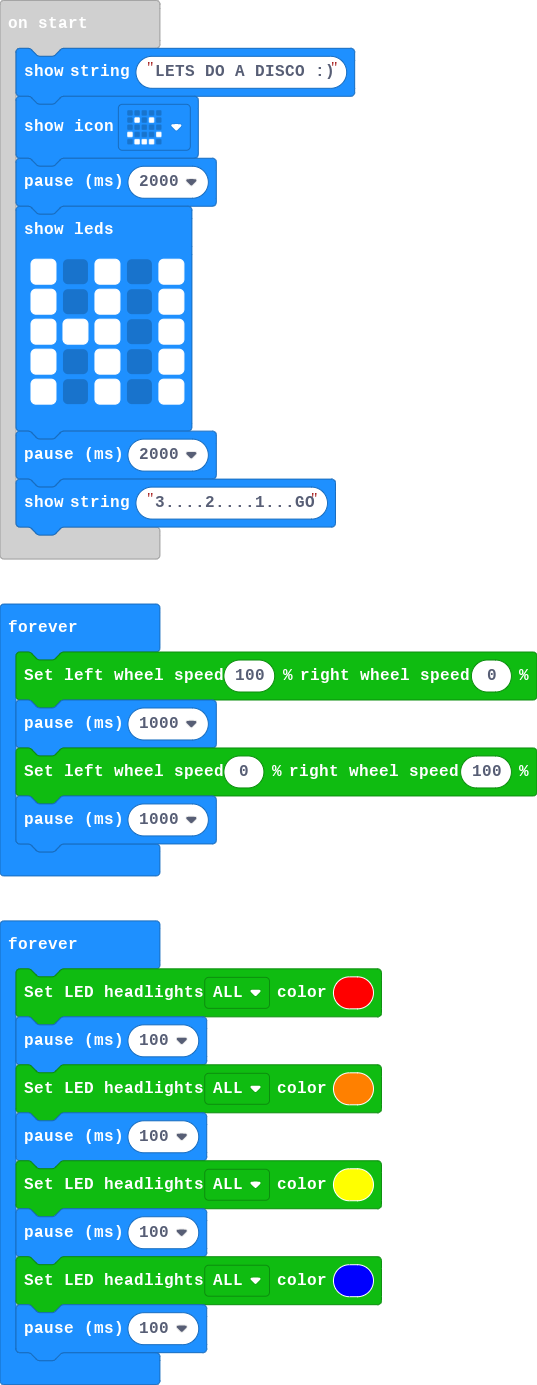 on start
show string "LETS DO A DISCO :)"
show icon
pause (ms) 2000
show leds
pause (ms) 2000
show string "3....2....1...GO"
forever
Set left wheel speed 100 % right wheel speed 0 %
pause (ms) 1000
Set left wheel speed 0 % right wheel speed 100 %
pause (ms) 1000
forever
Set LED headlights ALL color
pause (ms) 100
Set LED headlights ALL color
pause (ms) 100
Set LED headlights ALL color
pause (ms) 100
Set LED headlights ALL color
pause (ms) 100